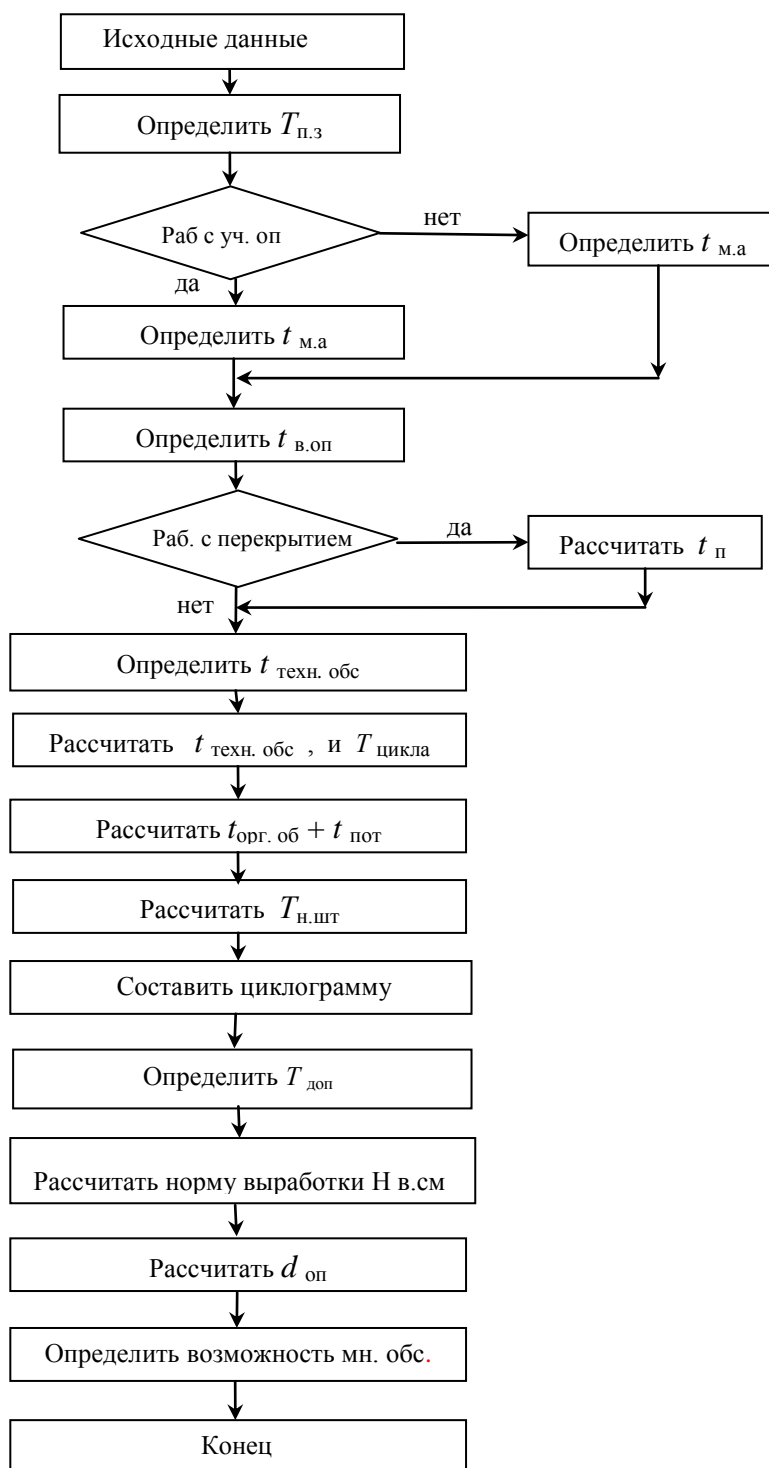 Исходные данные
Определить Tп.з
Раб с уч. оп
нет
Определить t м.а
да
Определить t м.а
Определить t в.оп
Раб. с перекрытием
да
Рассчитать t п
нет
Определить t техн. обс
Рассчитать t техн. обс , и T цикла
Рассчитать tорг. об + t пот
Рассчитать Tн.шт
Составить циклограмму
Определить T доп
Рассчитать норму выработки Н в.см
Рассчитать d оп
Определить возможность мн. обс.
Конец